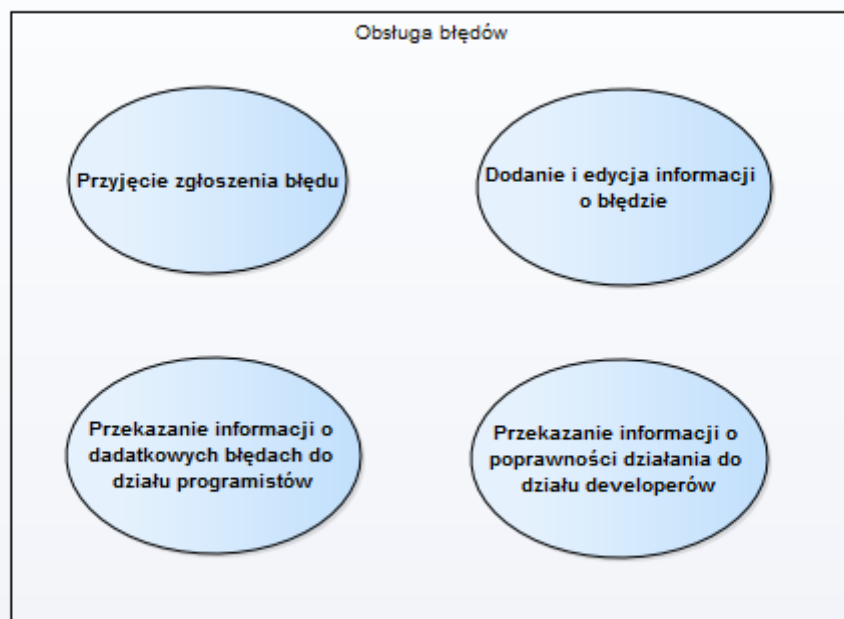 Obsługa błędów
Przyjęcie zgłoszenia błędu
Dodanie i edycja informacji
o błędzie
Przekazanie informacji o
dadatkowych błędach do
działu programistów
Przekazanie informacji o
poprawności działania do
działu developerów